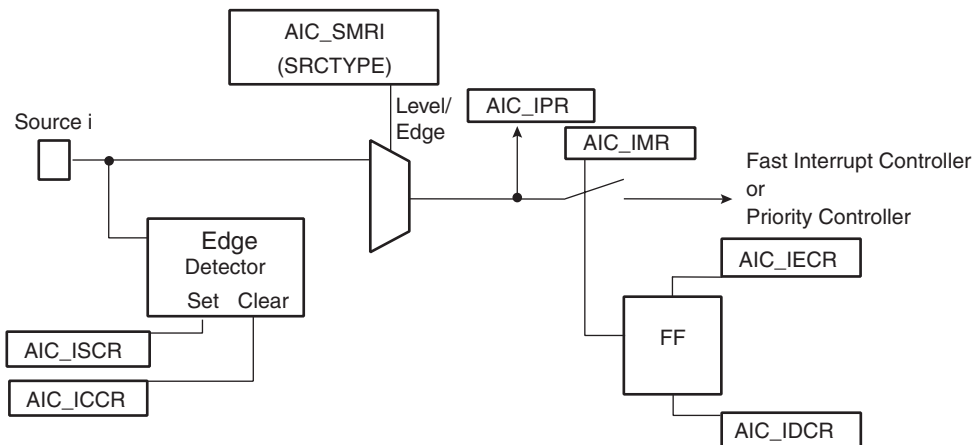 AIC_SMRI
(SRCTYPE)
Level/
Edge
AIC_IPR
AIC_IMR
Source i
Fast Interrupt Controller
or
Priority Controller
Edge
Detector
Set Clear
AIC_IECR
FF
AIC_ISCR
AIC_ICCR
AIC_IDCR